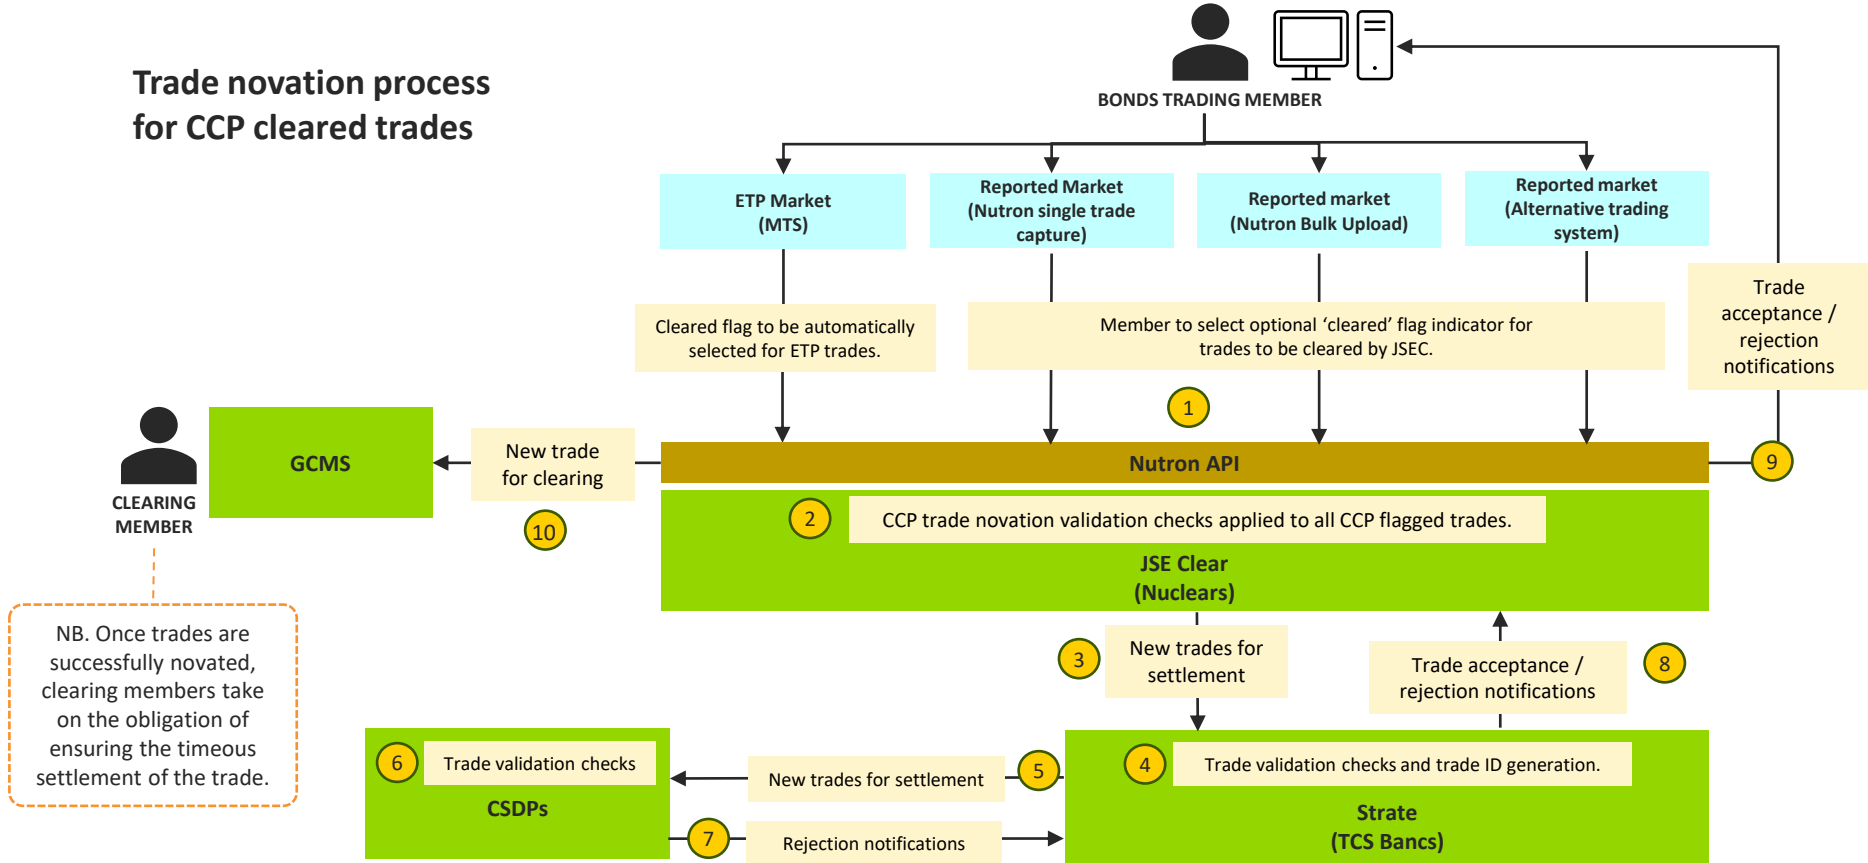 Trade novation process
for CCP cleared trades
BONDS TRADING MEMBER
ETP Market
(MTS)
Reported Market
(Nutron single trade
capture)
Reported market
(Nutron Bulk Upload)
Reported market
(Alternative trading
system)
Cleared flag to be automatically
selected for ETP trades.
Member to select optional ‘cleared’ flag indicator for
trades to be cleared by JSEC.
Trade
acceptance /
rejection
notifications
1
GCMS
New trade
for clearing
Nutron API
9
CLEARING
MEMBER
10
2
CCP trade novation validation checks applied to all CCP flagged trades.
JSE Clear
(Nuclears)
NB. Once trades are
successfully novated,
clearing members take
on the obligation of
ensuring the timeous
settlement of the trade.
3
New trades for
settlement
Trade acceptance /
rejection notifications
8
6
Trade validation checks
CSDPs
New trades for settlement
5
4
Trade validation checks and trade ID generation.
7
Rejection notifications
Strate
(TCS Bancs)